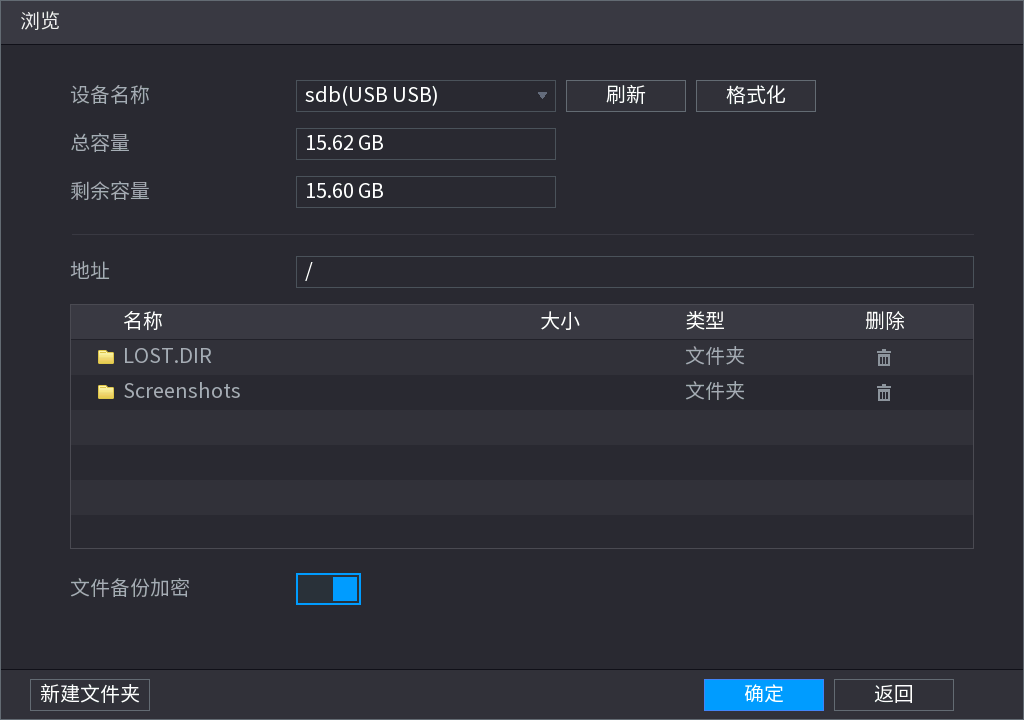 浏览
设备名称 sdb(USB USB) 刷新 格式化
总容量 15.62 GB
剩余容量 15.60 GB
地址 /
名称 大小 类型 删除
LOST.DIR 文件夹
Screenshots 文件夹
文件备份加密
新建文件夹 确定 返回